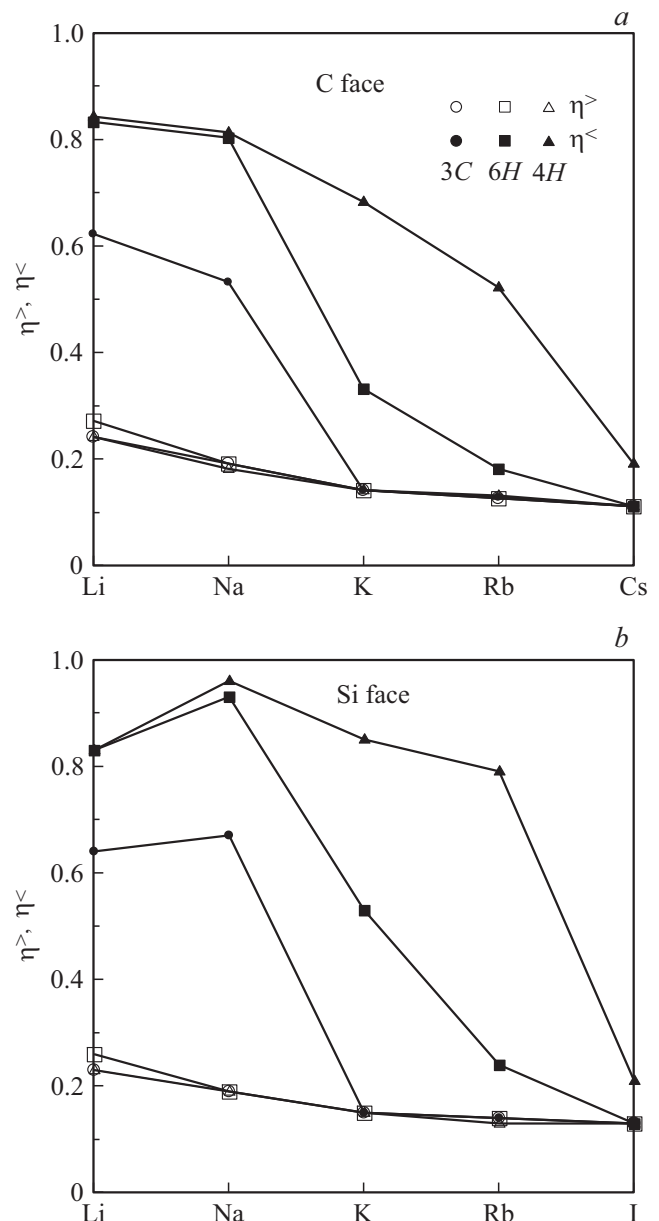 a
1.0
C face
η>
η<
3C 6H 4H
0.8
0.6
η>, η<
0.4
0.2
0
Li Na K Rb Cs
b
1.0
Si face
0.8
0.6
η>, η<
0.4
0.2
0
Li Na K Rb I